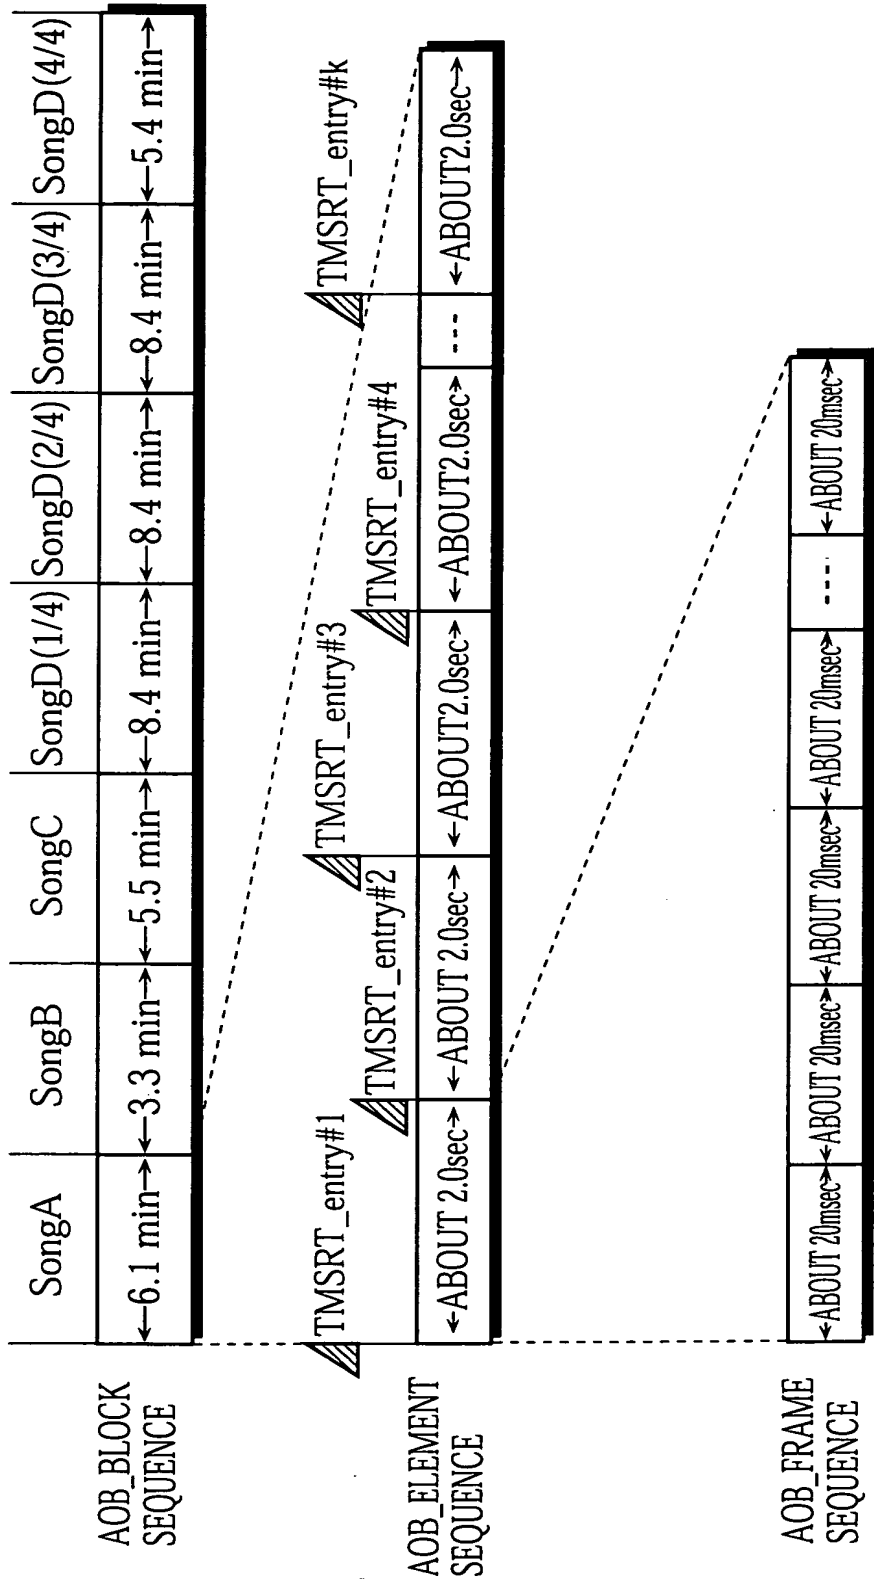 SongA
SongB
SongC
SongD(1/4)
SongD(2/4)
SongD(3/4)
SongD(4/4)
AOB_BLOCK
SEQUENCE
6.1 min
3.3 min
5.5 min
8.4 min
8.4 min
8.4 min
5.4 min
TMSRT_entry#1
TMSRT_entry#2
TMSRT_entry#3
TMSRT_entry#4
TMSRT_entry#k
AOB_ELEMENT
SEQUENCE
ABOUT 2.0sec
ABOUT 2.0sec
ABOUT2.0sec
ABOUT2.0sec
----
ABOUT2.0sec
AOB_FRAME
SEQUENCE
ABOUT 20msec
ABOUT 20msec
ABOUT 20msec
ABOUT 20msec
----
ABOUT 20msec